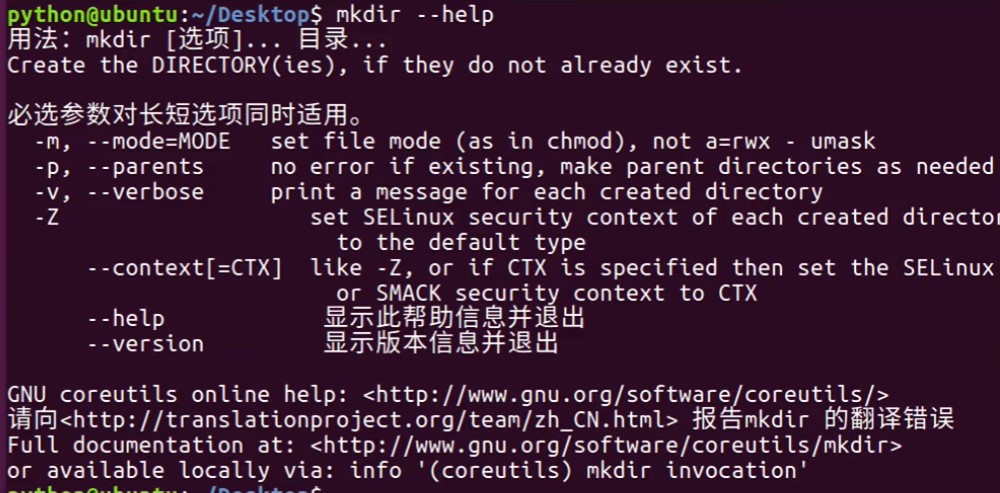 python@ubuntu:~/Desktop$ mkdir --help
用法：mkdir [选项]... 目录...
Create the DIRECTORY(ies), if they do not already exist.
必选参数对长短选项同时适用。
-m, --mode=MODE   set file mode (as in chmod), not a=rwx - umask
-p, --parents     no error if existing, make parent directories as needed
-v, --verbose     print a message for each created directory
-Z                   set SELinux security context of each created director
to the default type
--context[=CTX]  like -Z, or if CTX is specified then set the SELinux
or SMACK security context to CTX
--help            显示此帮助信息并退出
--version         显示版本信息并退出
GNU coreutils online help: <http://www.gnu.org/software/coreutils/>
请向<http://translationproject.org/team/zh_CN.html> 报告mkdir 的翻译错误
Full documentation at: <http://www.gnu.org/software/coreutils/mkdir>
or available locally via: info '(coreutils) mkdir invocation'
python@ubuntu:~/Desktop$